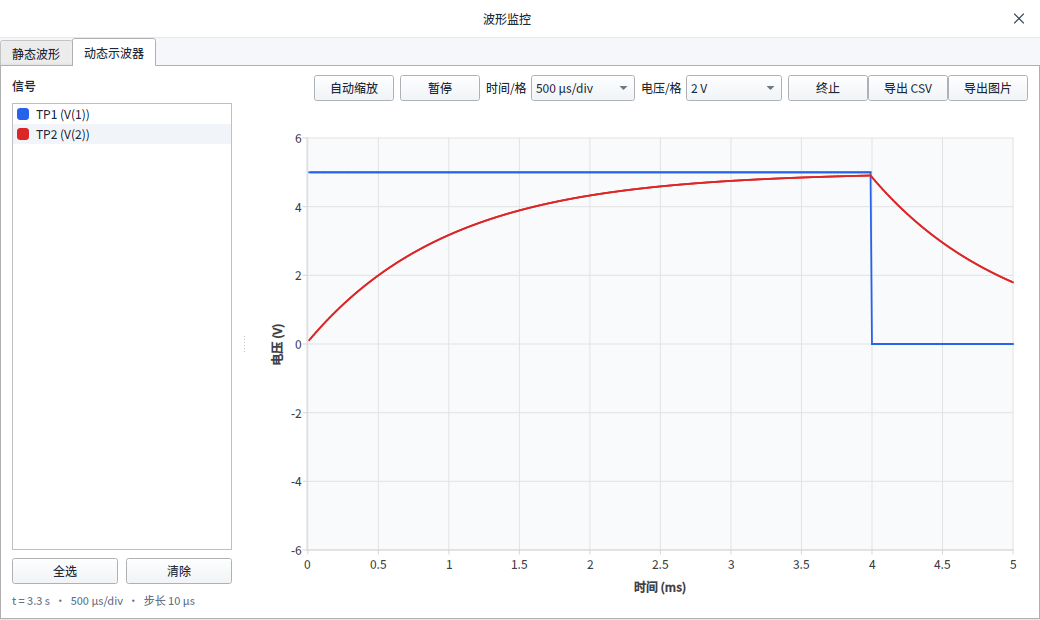 波形监控
静态波形 动态示波器
信号
自动缩放 暂停 时间/格 500 µs/div 电压/格 2 V 终止 导出 CSV 导出图片
TP1 (V(1))
TP2 (V(2))
6
4
2
0
-2
-4
-6
电压 (V)
0 0.5 1 1.5 2 2.5 3 3.5 4 4.5 5
时间 (ms)
全选 清除
t = 3.3 s · 500 µs/div · 步长 10 µs